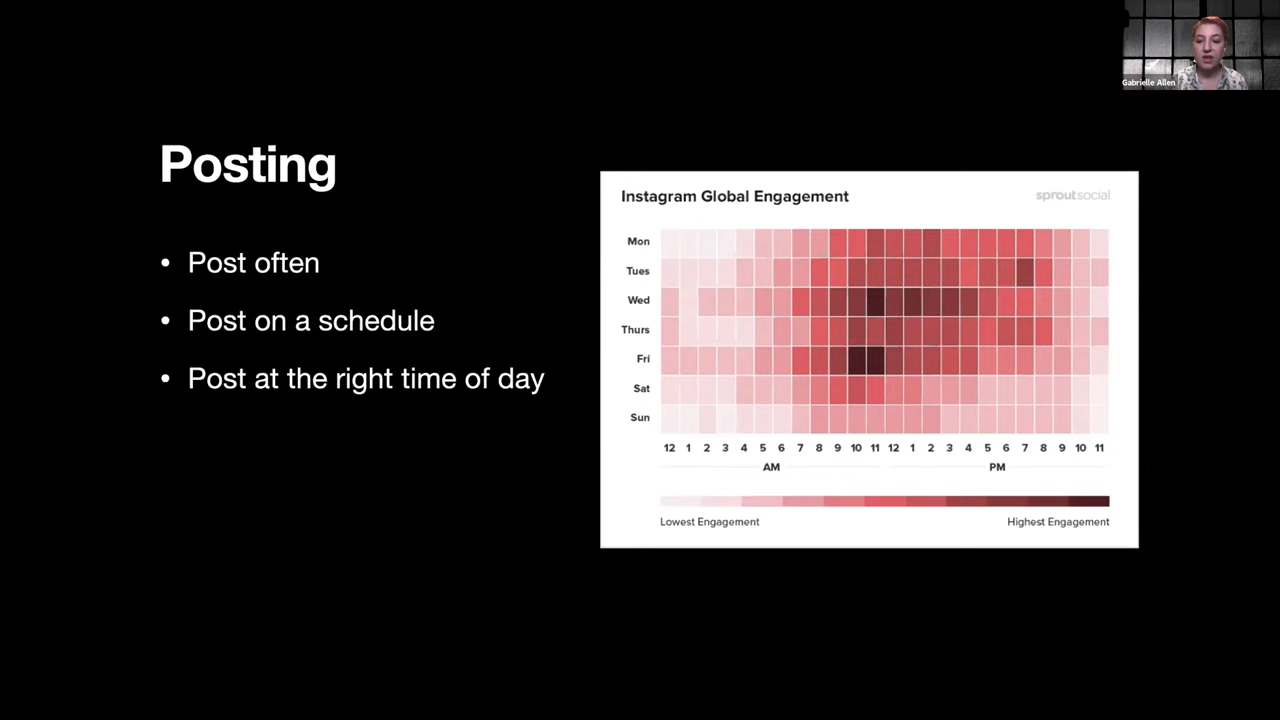 Gabrielle Allen
Posting
• Post often
• Post on a schedule
• Post at the right time of day
Instagram Global Engagement
sproutsocial
Mon
Tues
Wed
Thurs
Fri
Sat
Sun
12 1 2 3 4 5 6 7 8 9 10 11 12 1 2 3 4 5 6 7 8 9 10 11
AM PM
Lowest Engagement Highest Engagement